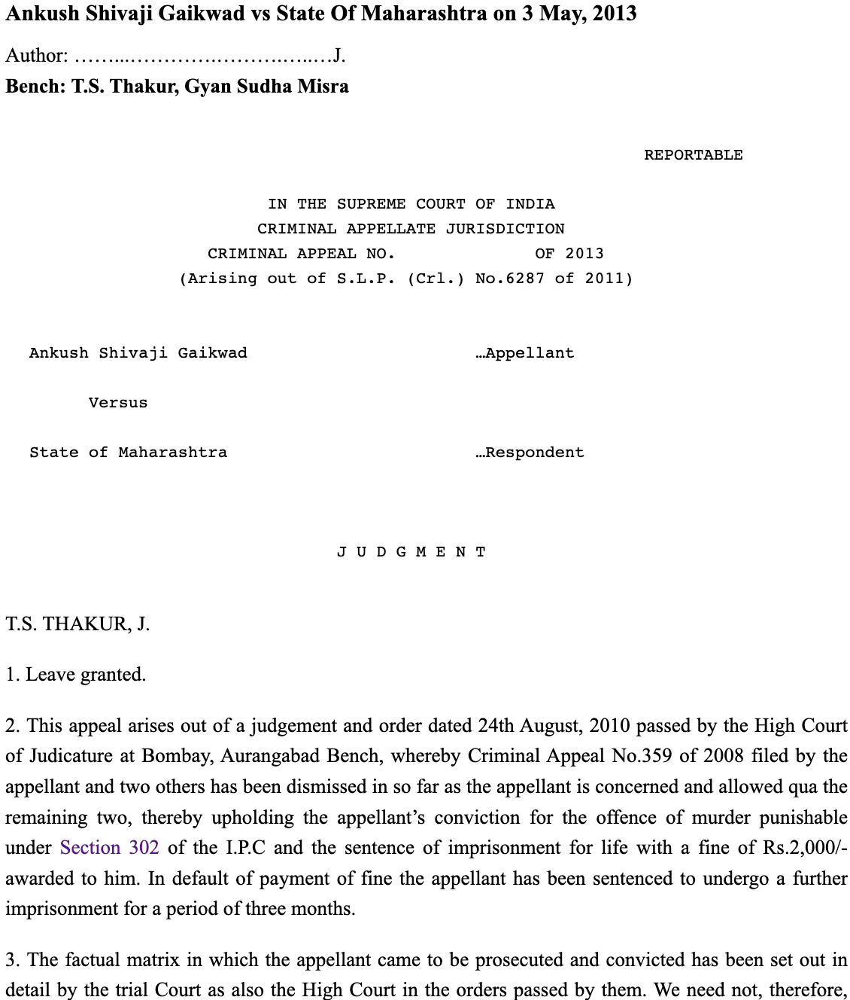 Ankush Shivaji Gaikwad vs State Of Maharashtra on 3 May, 2013
Author: ……...…………..……….…...…J.
Bench: T.S. Thakur, Gyan Sudha Misra
REPORTABLE
IN THE SUPREME COURT OF INDIA
CRIMINAL APPELLATE JURISDICTION
CRIMINAL APPEAL NO. OF 2013
(Arising out of S.L.P. (Crl.) No.6287 of 2011)
Ankush Shivaji Gaikwad …Appellant
Versus
State of Maharashtra …Respondent
J U D G M E N T
T.S. THAKUR, J.
1. Leave granted.
2. This appeal arises out of a judgement and order dated 24th August, 2010 passed by the High Court
of Judicature at Bombay, Aurangabad Bench, whereby Criminal Appeal No.359 of 2008 filed by the
appellant and two others has been dismissed in so far as the appellant is concerned and allowed qua the
remaining two, thereby upholding the appellant’s conviction for the offence of murder punishable
under Section 302 of the I.P.C and the sentence of imprisonment for life with a fine of Rs.2,000/-
awarded to him. In default of payment of fine the appellant has been sentenced to undergo a further
imprisonment for a period of three months.
3. The factual matrix in which the appellant came to be prosecuted and convicted has been set out in
detail by the trial Court as also the High Court in the orders passed by them. We need not, therefore,